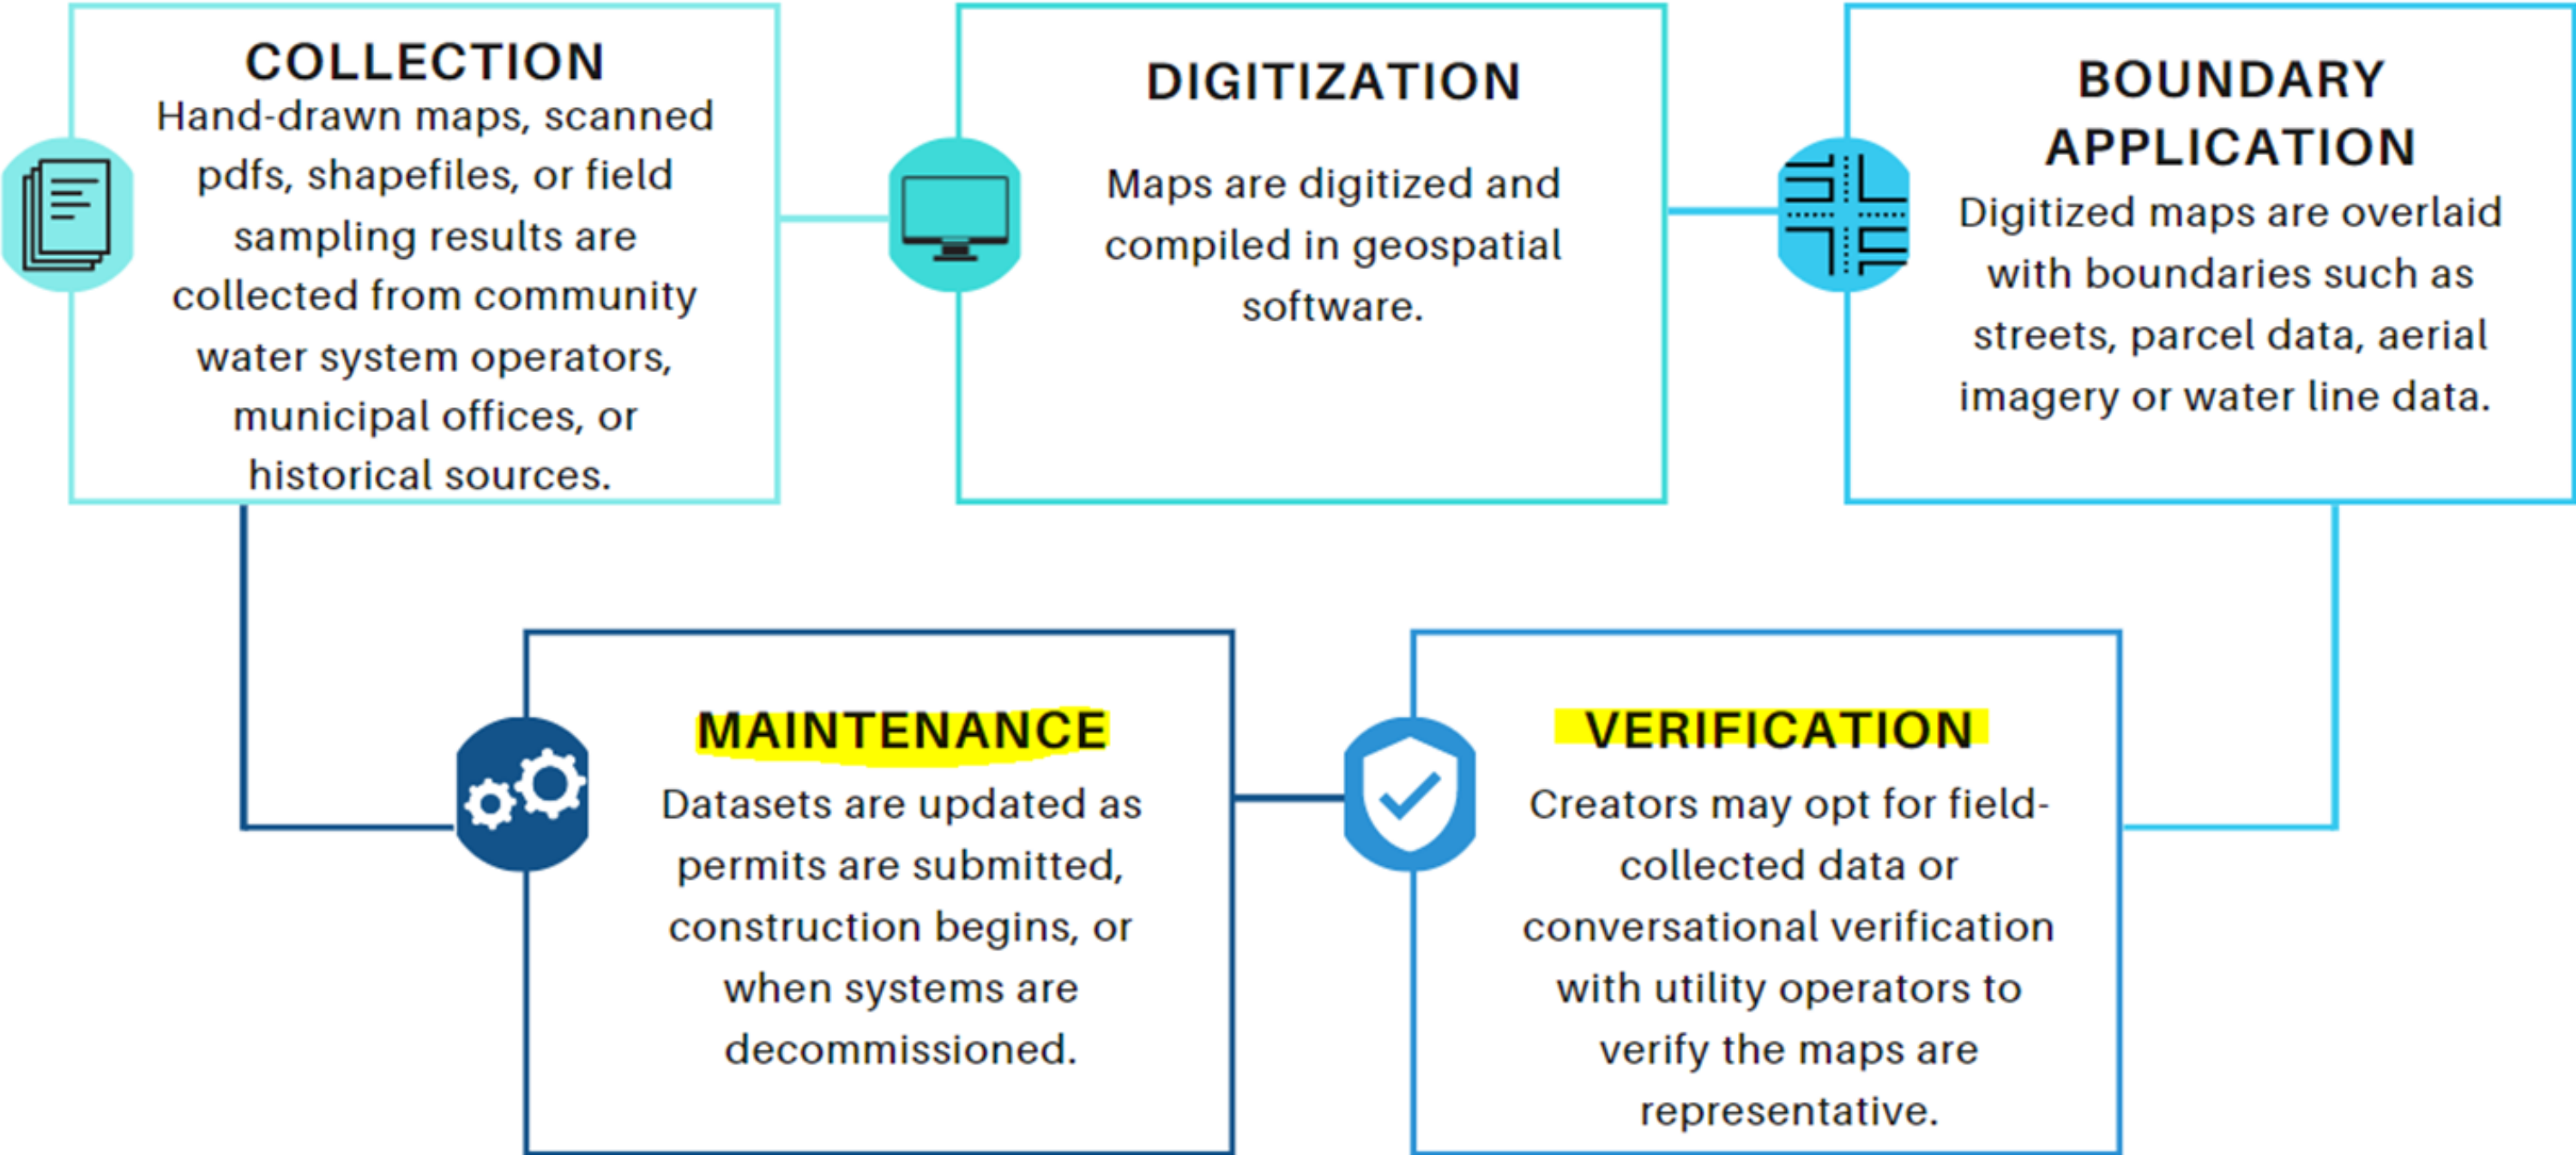 COLLECTION
Hand-drawn maps, scanned
pdfs, shapefiles, or field
sampling results are
collected from community
water system operators,
municipal offices, or
historical sources.
DIGITIZATION
Maps are digitized and
compiled in geospatial
software.
BOUNDARY
APPLICATION
Digitized maps are overlaid
with boundaries such as
streets, parcel data, aerial
imagery or water line data.
MAINTENANCE
Datasets are updated as
permits are submitted,
construction begins, or
when systems are
decommissioned.
VERIFICATION
Creators may opt for field-
collected data or
conversational verification
with utility operators to
verify the maps are
representative.